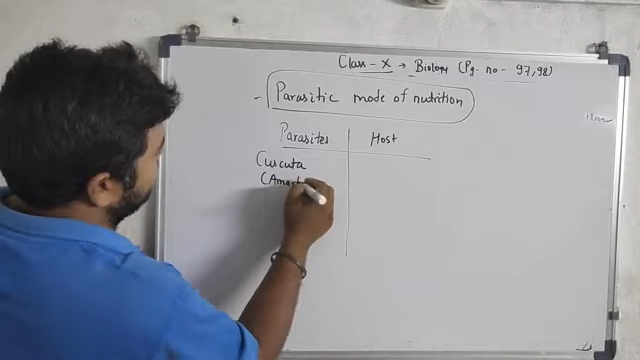 Class-X → Biology (Pg. no - 97,98)
- Parasitic mode of nutrition
Parasites Host
Cuscuta